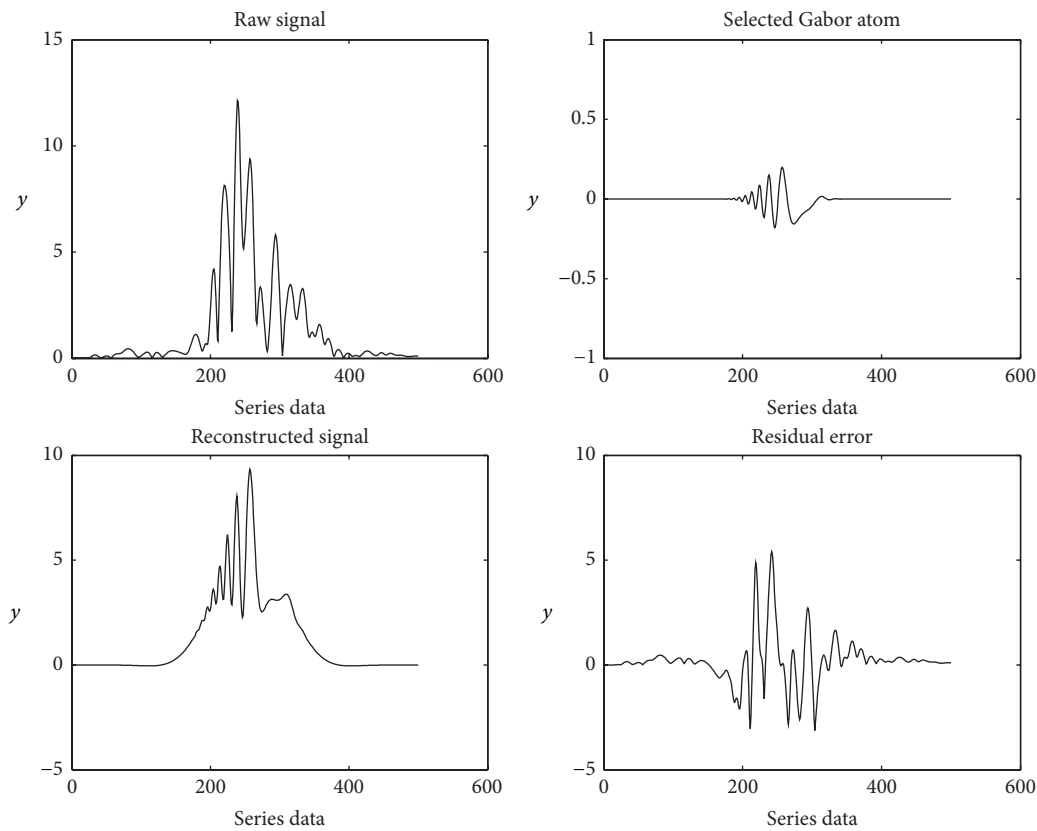 Raw signal
15
10
5
0
y
0
200
400
600
Series data
Selected Gabor atom
1
0.5
0
−0.5
−1
y
0
200
400
600
Series data
Reconstructed signal
10
5
0
−5
y
0
200
400
600
Series data
Residual error
10
5
0
−5
y
0
200
400
600
Series data